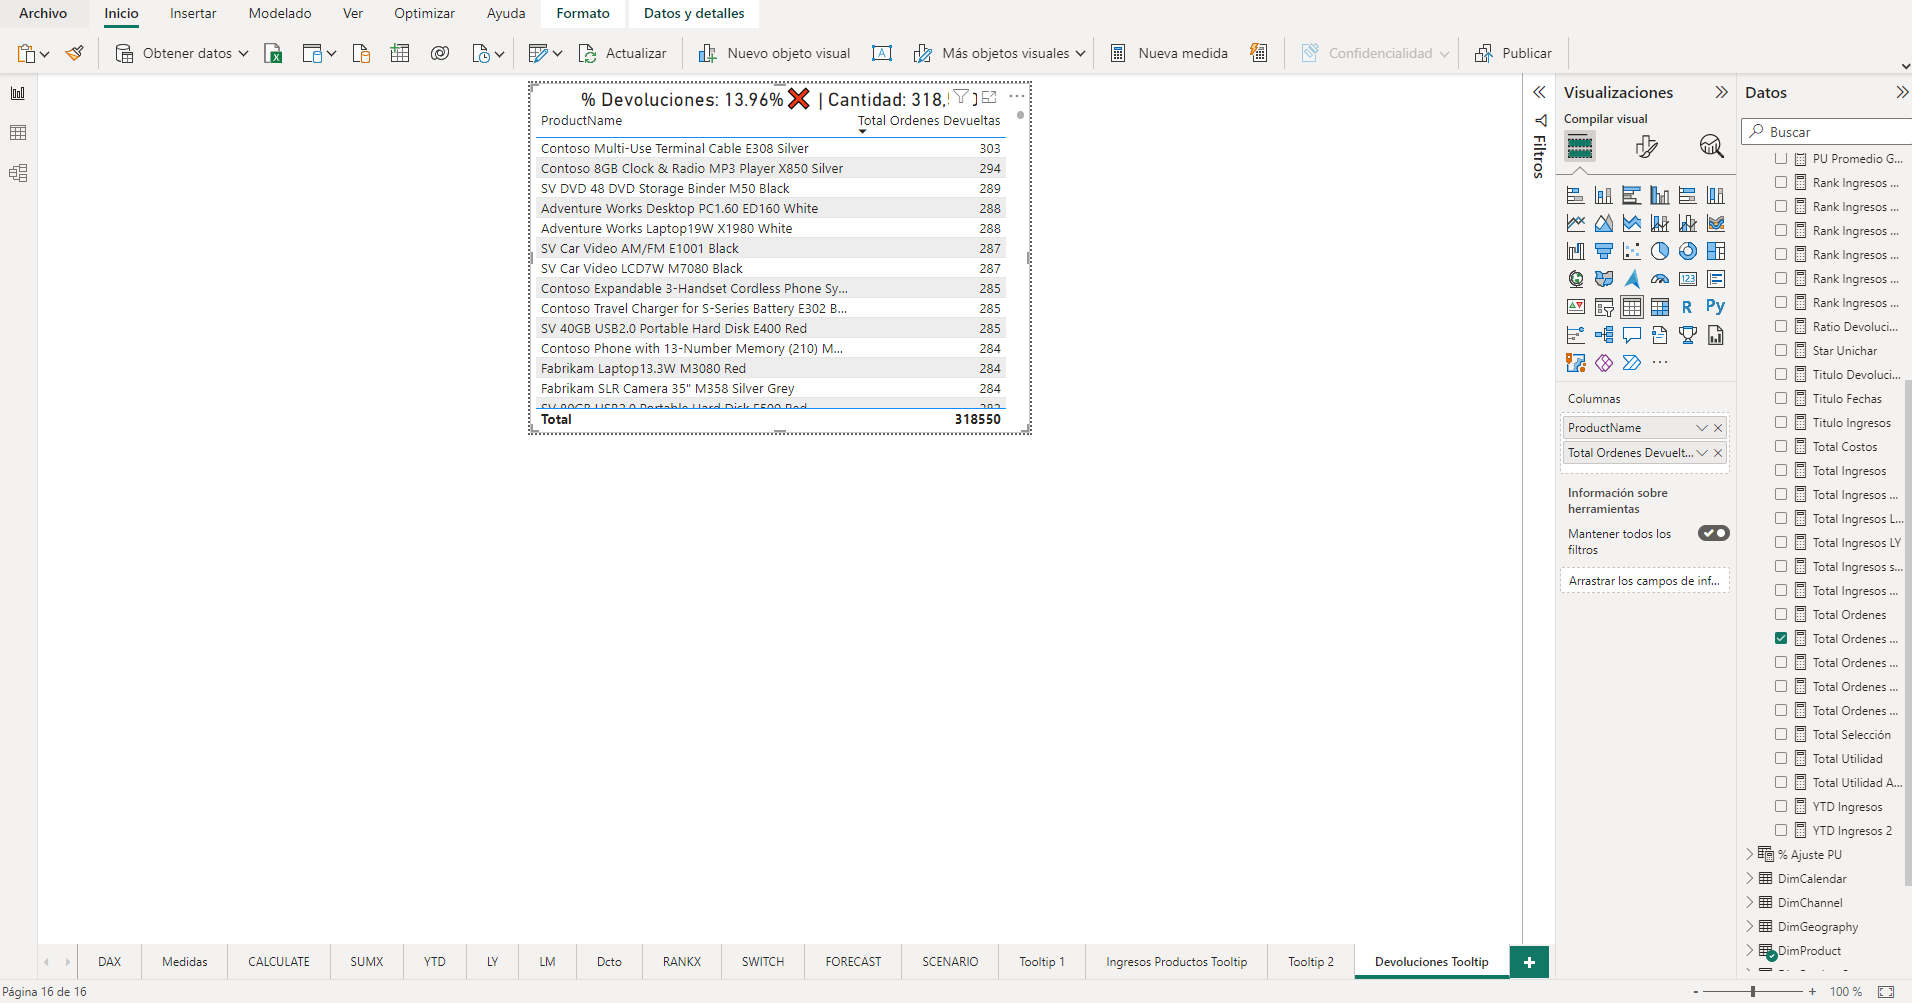 Archivo
Inicio
Insertar
Modelado
Ver
Optimizar
Ayuda
Formato
Datos y detalles
Obtener datos
Actualizar
Nuevo objeto visual
Más objetos visuales
Nueva medida
Confidencialidad
Publicar
% Devoluciones: 13.96%❌ | Cantidad: 318,
ProductName Total Ordenes Devueltas
Contoso Multi-Use Terminal Cable E308 Silver 303
Contoso 8GB Clock & Radio MP3 Player X850 Silver 294
SV DVD 48 DVD Storage Binder M50 Black 289
Adventure Works Desktop PC1.60 ED160 White 288
Adventure Works Laptop19W X1980 White 288
SV Car Video AM/FM E1001 Black 287
SV Car Video LCD7W M7080 Black 287
Contoso Expandable 3-Handset Cordless Phone Sy... 285
Contoso Travel Charger for S-Series Battery E302 B... 285
SV 40GB USB2.0 Portable Hard Disk E400 Red 285
Contoso Phone with 13-Number Memory (210) M... 284
Fabrikam Laptop13.3W M3080 Red 284
Fabrikam SLR Camera 35" M358 Silver Grey 284
SV 80GB USB2.0 Portable Hard Disk E500 Red 283
Total 318550
Filtros
Visualizaciones
Compilar visual
123
R
Py
Columnas
ProductName
Total Ordenes Devuelt...
Información sobre
herramientas
Mantener todos los
filtros
Arrastrar los campos de inf...
Datos
Buscar
PU Promedio G...
Rank Ingresos ...
Rank Ingresos ...
Rank Ingresos ...
Rank Ingresos ...
Rank Ingresos ...
Rank Ingresos ...
Ratio Devoluci...
Star Unichar
Titulo Devoluci...
Titulo Fechas
Titulo Ingresos
Total Costos
Total Ingresos
Total Ingresos ...
Total Ingresos L...
Total Ingresos LY
Total Ingresos s...
Total Ingresos ...
Total Ordenes
Total Ordenes ...
Total Ordenes ...
Total Ordenes ...
Total Ordenes ...
Total Selección
Total Utilidad
Total Utilidad A...
YTD Ingresos
YTD Ingresos 2
% Ajuste PU
DimCalendar
DimChannel
DimGeography
DimProduct
DAX
Medidas
CALCULATE
SUMX
YTD
LY
LM
Dcto
RANKX
SWITCH
FORECAST
SCENARIO
Tooltip 1
Ingresos Productos Tooltip
Tooltip 2
Devoluciones Tooltip
+
Página 16 de 16
- + 100 %